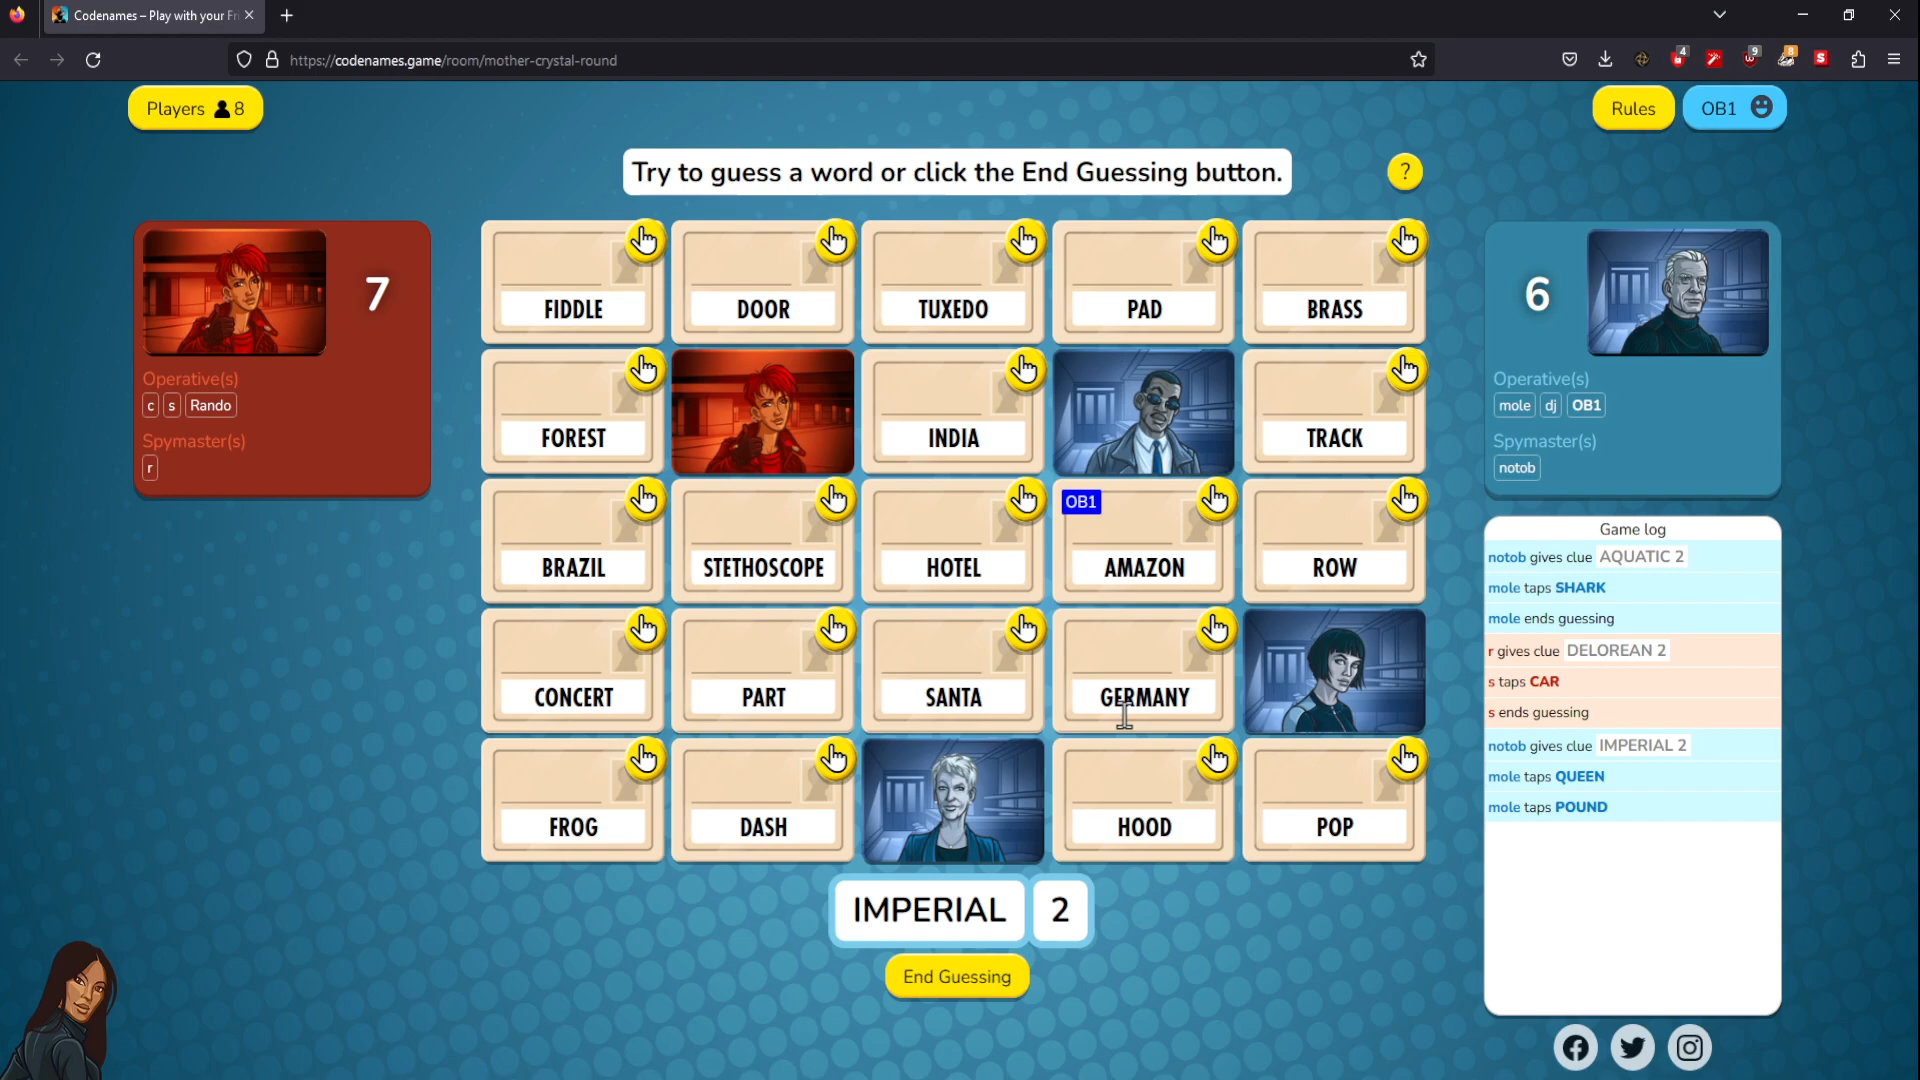 Codenames – Play with your Fr
https://codenames.game/room/mother-crystal-round
4
9
8
Players 8
Rules
OB1
Try to guess a word or click the End Guessing button.
?
7
Operative(s)
c s Rando
Spymaster(s)
r
FIDDLE DOOR TUXEDO PAD BRASS
FOREST INDIA TRACK
OB1
BRAZIL STETHOSCOPE HOTEL AMAZON ROW
CONCERT PART SANTA GERMANY
FROG DASH HOOD POP
IMPERIAL 2
End Guessing
6
Operative(s)
mole dj OB1
Spymaster(s)
notob
Game log
notob gives clue AQUATIC 2
mole taps SHARK
mole ends guessing
r gives clue DELOREAN 2
s taps CAR
s ends guessing
notob gives clue IMPERIAL 2
mole taps QUEEN
mole taps POUND